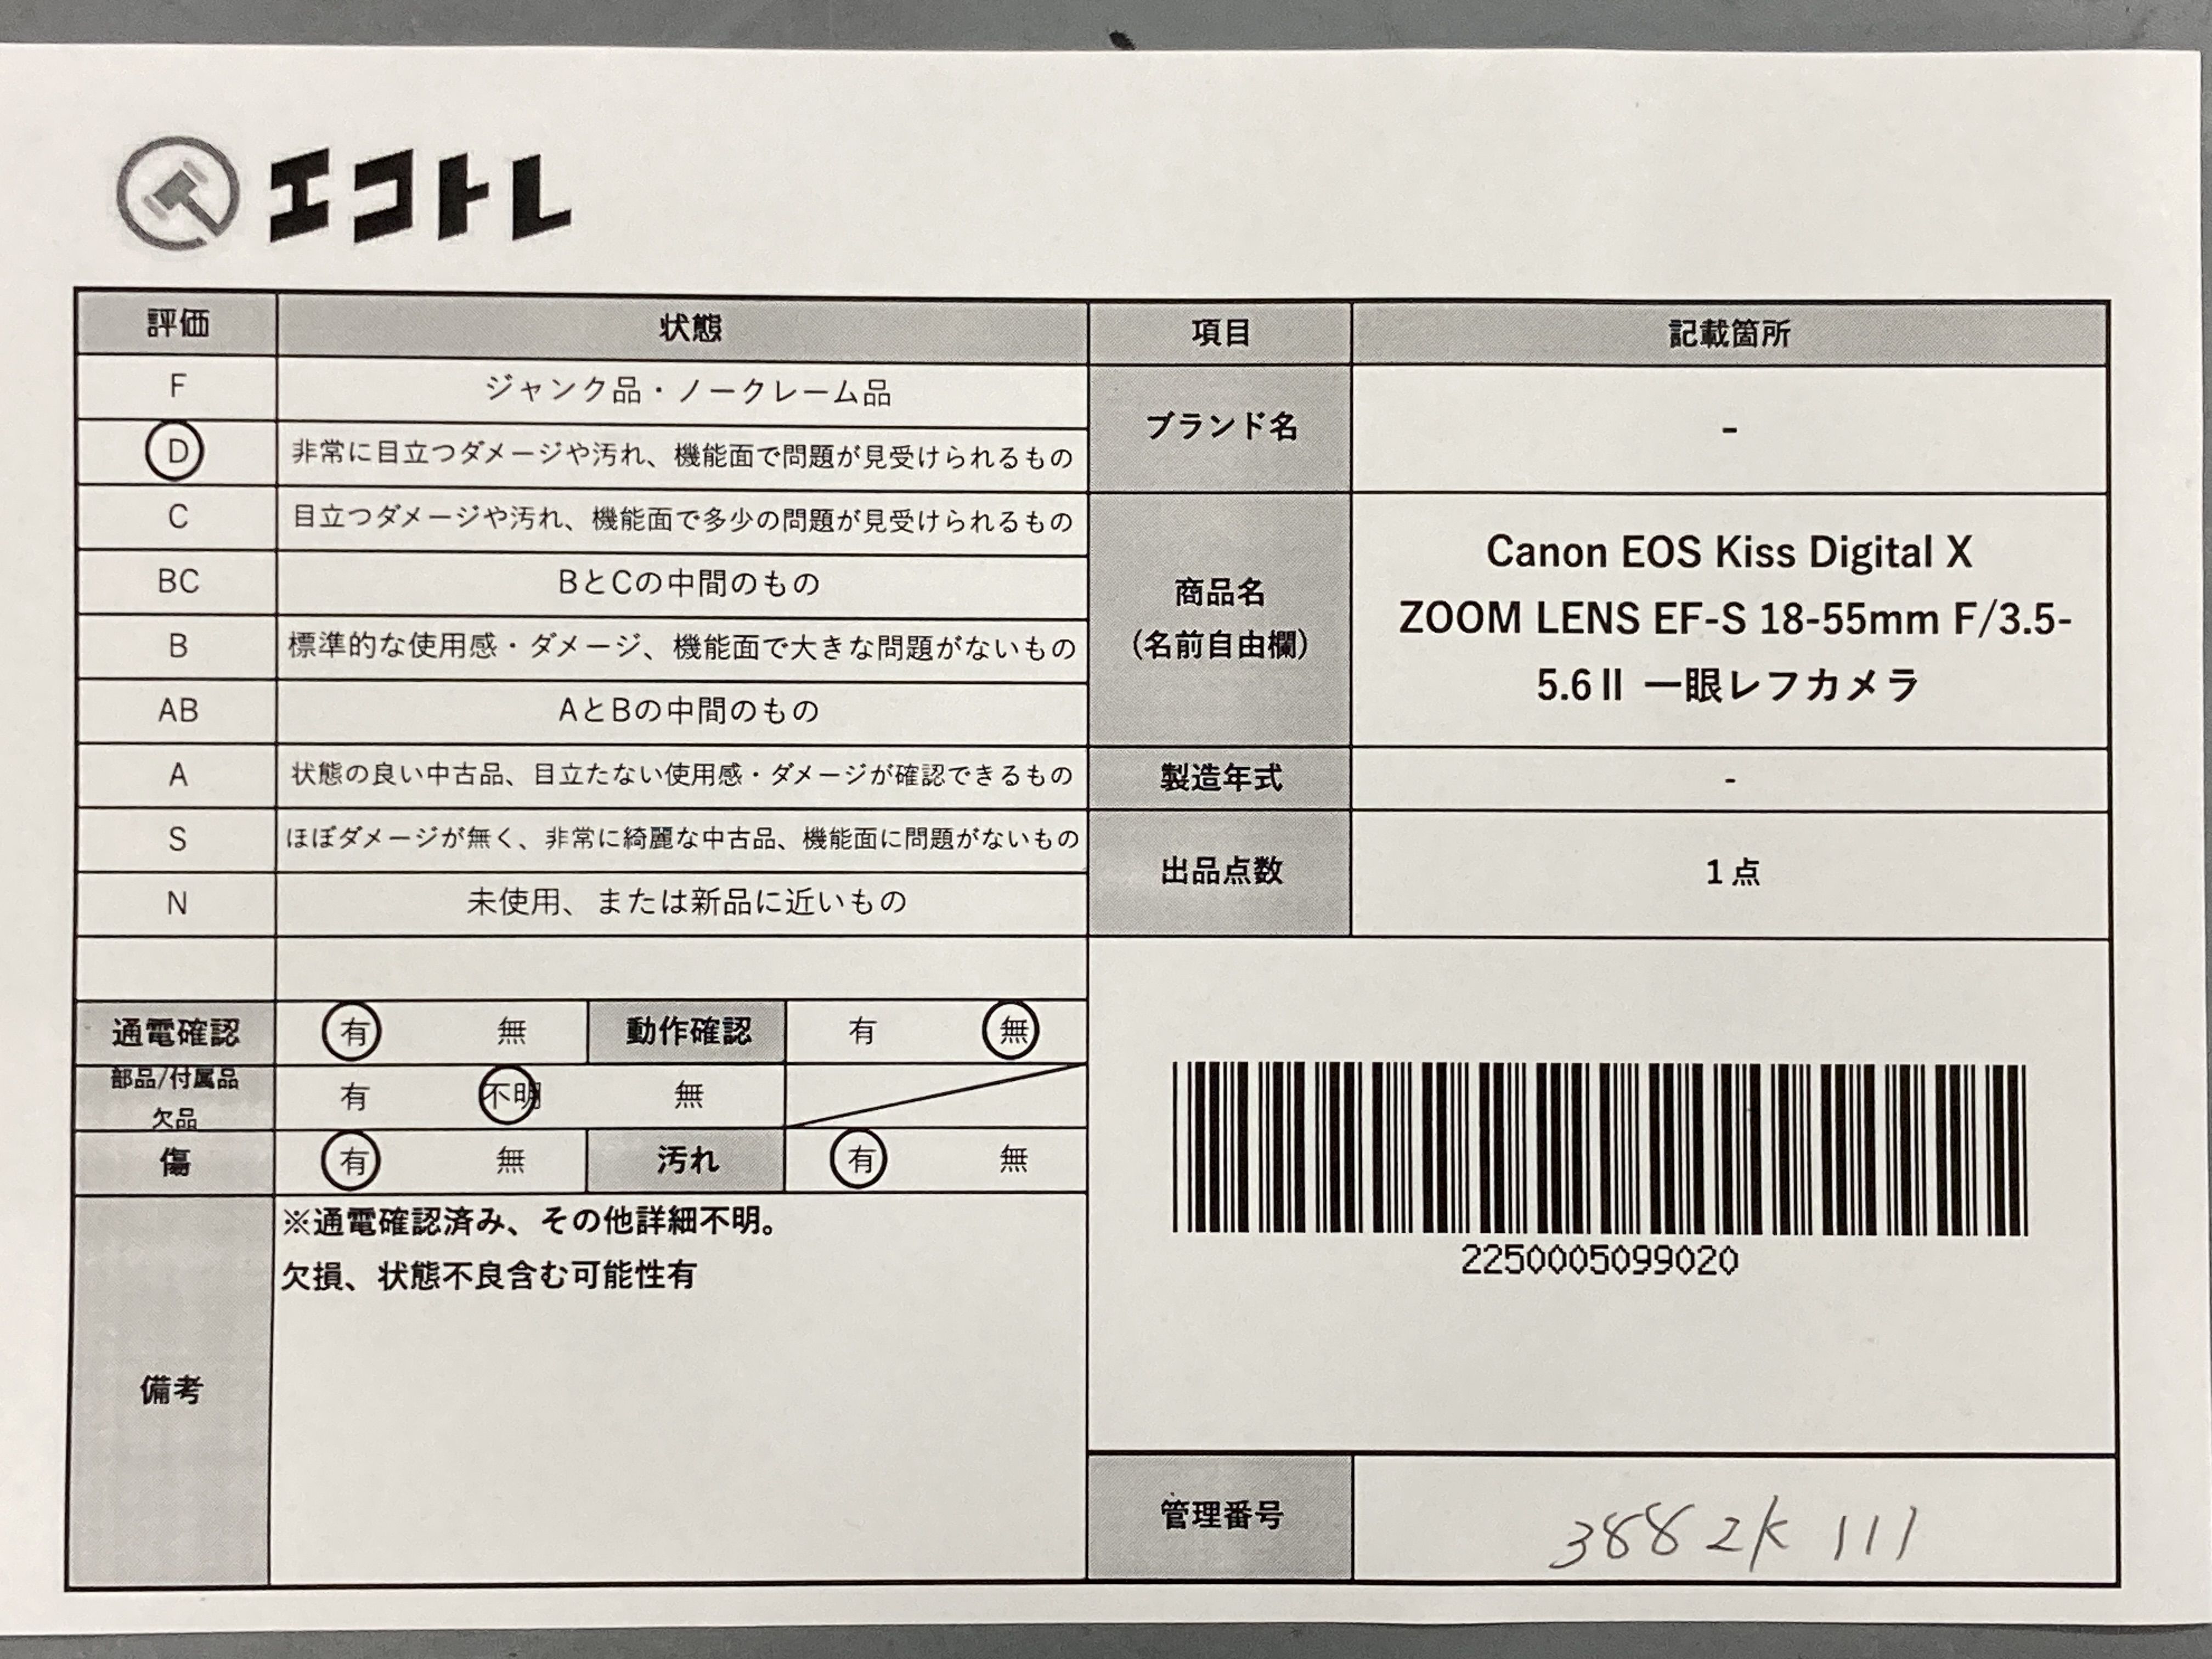 エコトレ
評価 状態 項目 記載箇所
F ジャンク品・ノークレーム品
D 非常に目立つダメージや汚れ、機能面で問題が見受けられるもの
C 目立つダメージや汚れ、機能面で多少の問題が見受けられるもの
BC BとCの中間のもの
B 標準的な使用感・ダメージ、機能面で大きな問題がないもの
AB AとBの中間のもの
A 状態の良い中古品、目立たない使用感・ダメージが確認できるもの
S ほぼダメージが無く、非常に綺麗な中古品、機能面に問題がないもの
N 未使用、または新品に近いもの
通電確認 有 無 動作確認 有 無
部品/付属品
欠品
有 不明 無
傷 有 無 汚れ 有 無
備考
※通電確認済み、その他詳細不明。
欠損、状態不良含む可能性有
ブランド名 -
商品名
(名前自由欄)
Canon EOS Kiss Digital X
ZOOM LENS EF-S 18-55mm F/3.5-
5.6Ⅱ 一眼レフカメラ
製造年式 -
出品点数 1点
2250005099020
管理番号 3882K 111